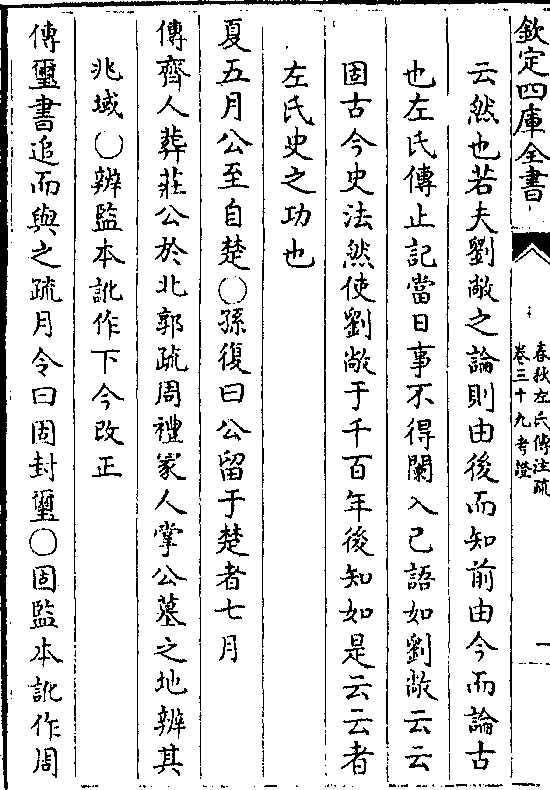 欽定四庫全書
春秋左氏傳注疏
卷三十九考證
一
云然也若夫劉敞之論則由後而知前由今而論古
也左氏傳止記當日事不得闌入己語如劉敞云云
固古今史法然使劉敞于千百年後知如是云云者
左氏史之功也
夏五月公至自楚○孫復曰公留于楚者七月
傳齊人葬莊公於北郭疏周禮冡人掌公墓之地辨其
兆域○辨監本訛作下今改正
傳璽書追而與之疏月令曰固封璽○固監本訛作周